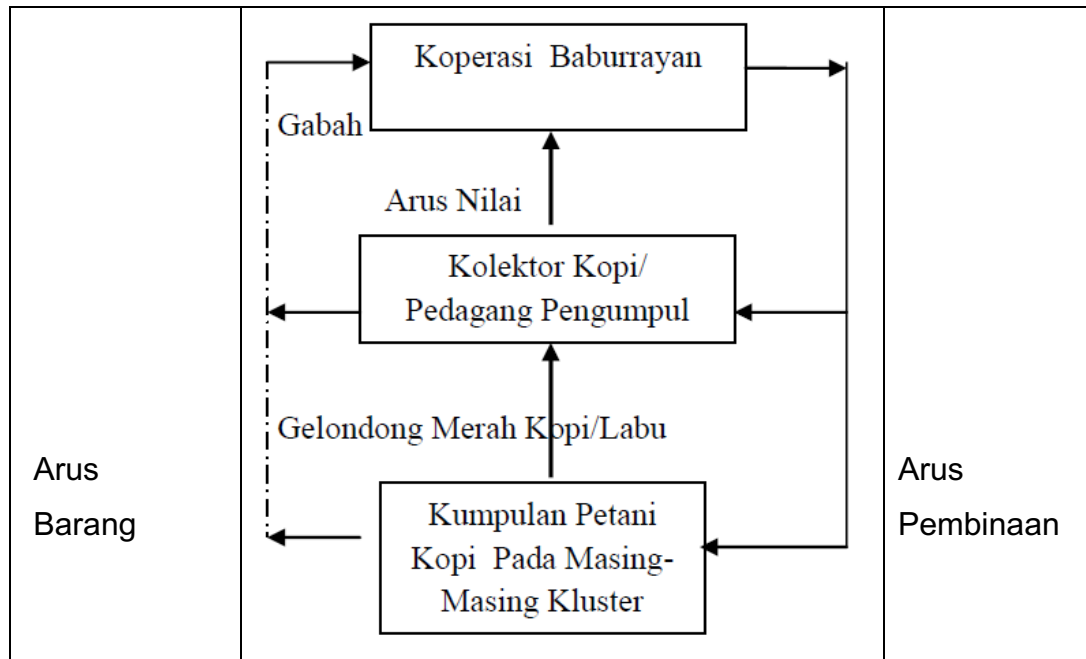 Koperasi Baburrayan
Gabah
Arus Nilai
Kolektor Kopi/
Pedagang Pengumpul
Gelondong Merah Kopi/Labu
Arus
Barang
Kumpulan Petani
Kopi Pada Masing-
Masing Kluster
Arus
Pembinaan